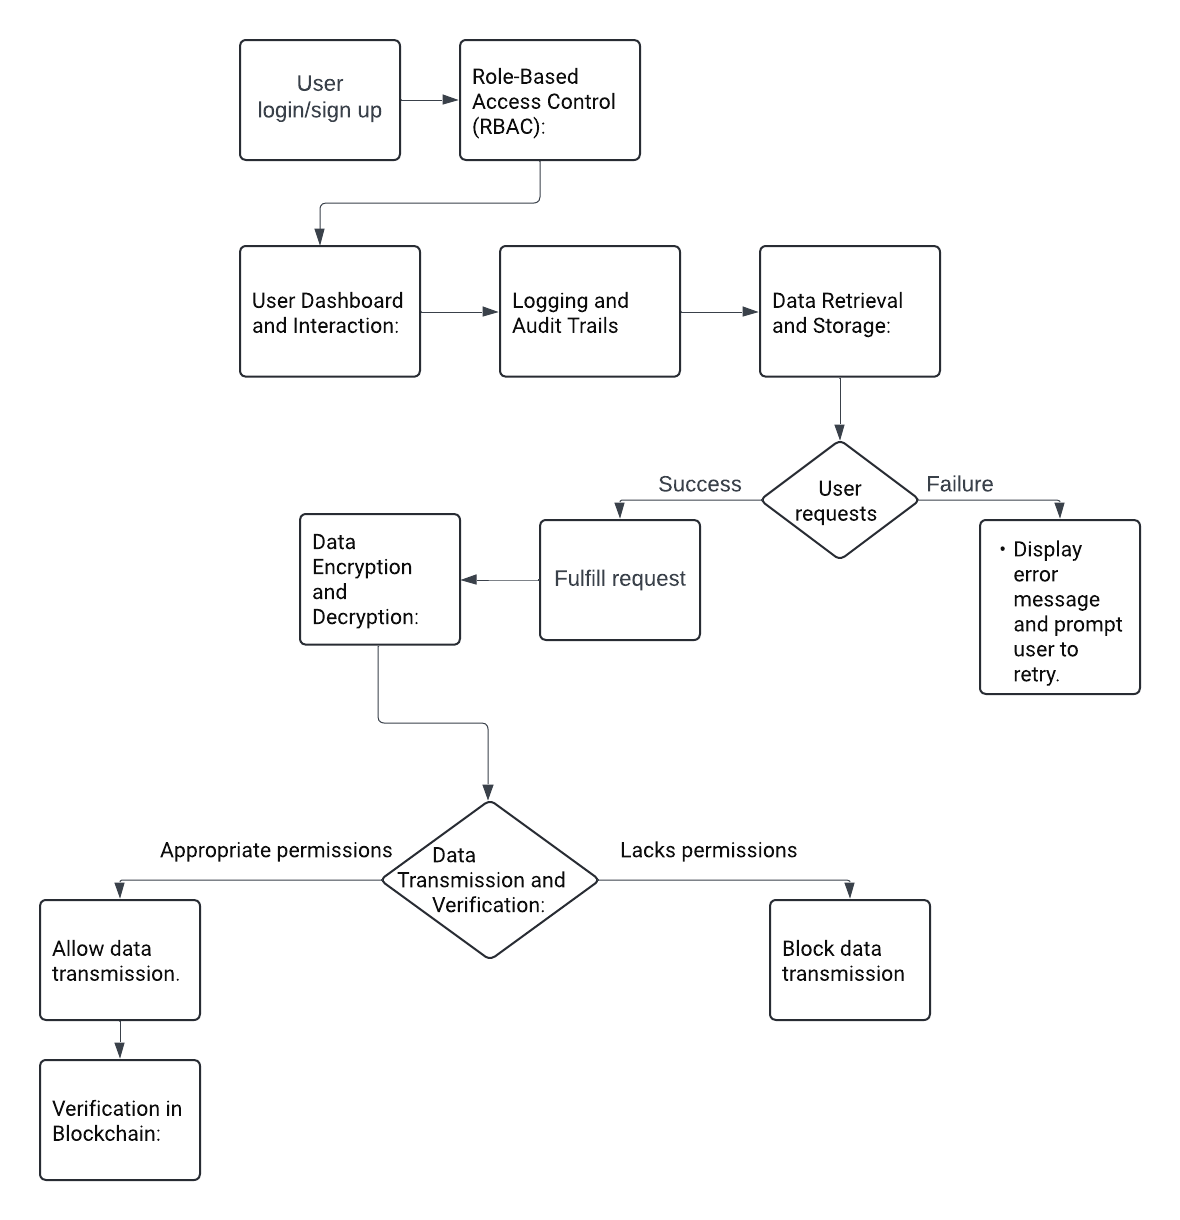 User
login/sign up
Role-Based
Access Control
(RBAC):
User Dashboard
and Interaction:
Logging and
Audit Trails
Data Retrieval
and Storage:
User
requests
Success
Failure
Fulfill request
• Display
error
message
and prompt
user to
retry.
Data
Encryption
and
Decryption:
Data
Transmission and
Verification:
Appropriate permissions
Lacks permissions
Allow data
transmission.
Block data
transmission
Verification in
Blockchain: